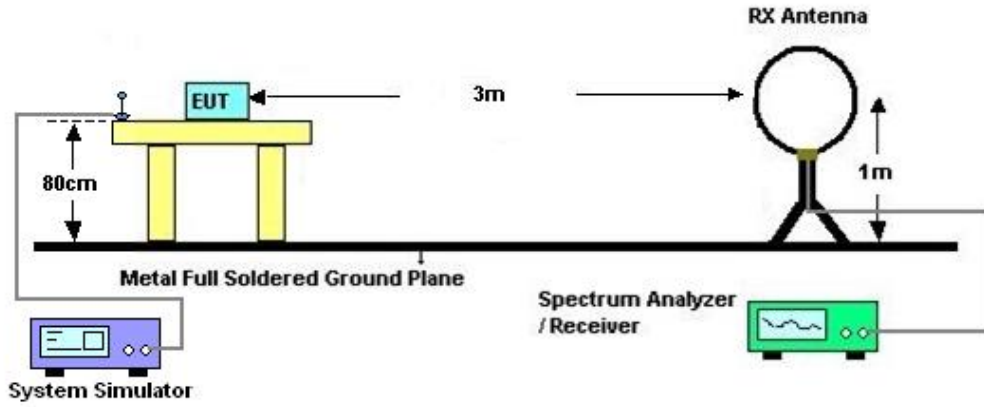 RX Antenna
EUT
3m
80cm
1m
Metal Full Soldered Ground Plane
Spectrum Analyzer
/ Receiver
System Simulator